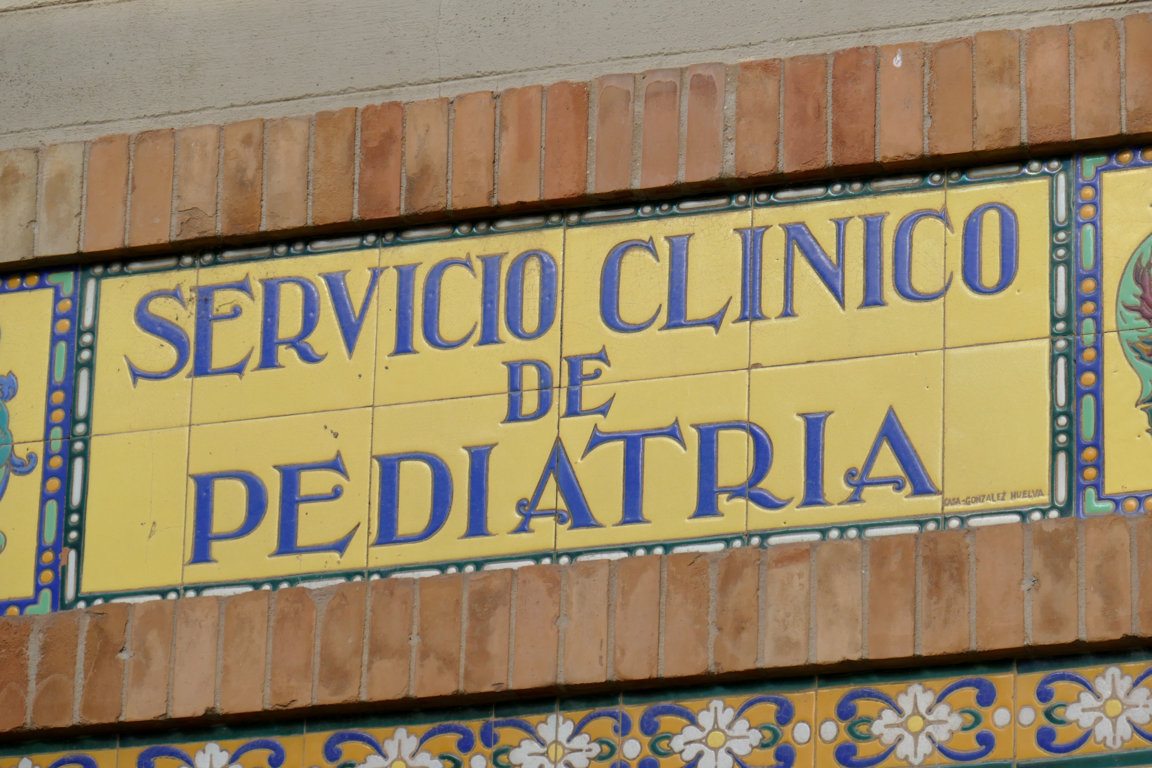 SERVICIO CLINICO
DE
PEDIATRIA
CASA-GONZALEZ HUELVA